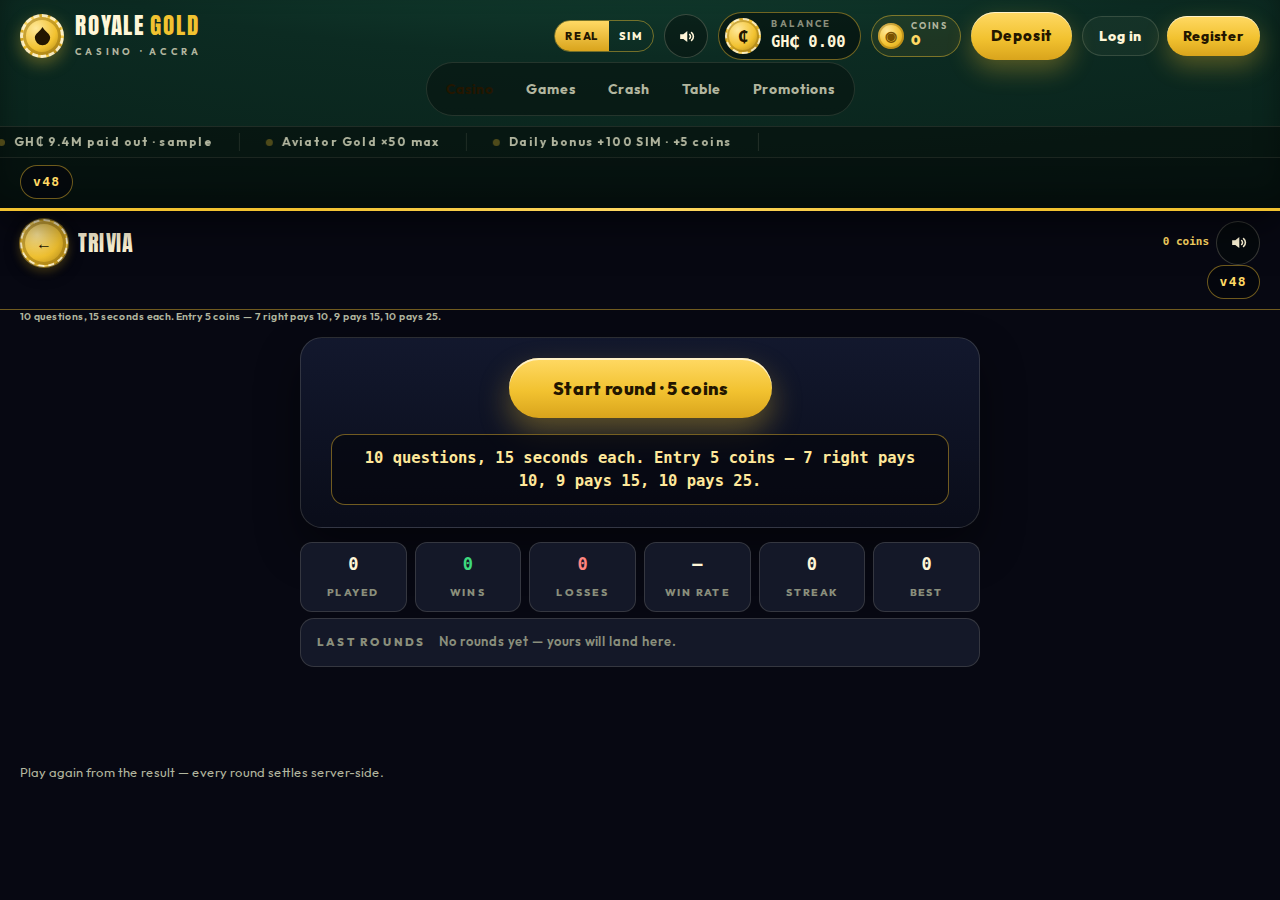 ROYALE GOLD
CASINO · ACCRA
REAL SIM
BALANCE
GH₵ 0.00
COINS
0
Deposit
Log in
Register
Casino Games Crash Table Promotions
GH₵ 9.4M paid out · sample
Aviator Gold ×50 max
Daily bonus +100 SIM · +5 coins
v48
← TRIVIA
0 coins
v48
10 questions, 15 seconds each. Entry 5 coins — 7 right pays 10, 9 pays 15, 10 pays 25.
Start round · 5 coins
10 questions, 15 seconds each. Entry 5 coins — 7 right pays
10, 9 pays 15, 10 pays 25.
0 0 0 — 0 0
PLAYED WINS LOSSES WIN RATE STREAK BEST
LAST ROUNDS No rounds yet — yours will land here.
Play again from the result — every round settles server-side.